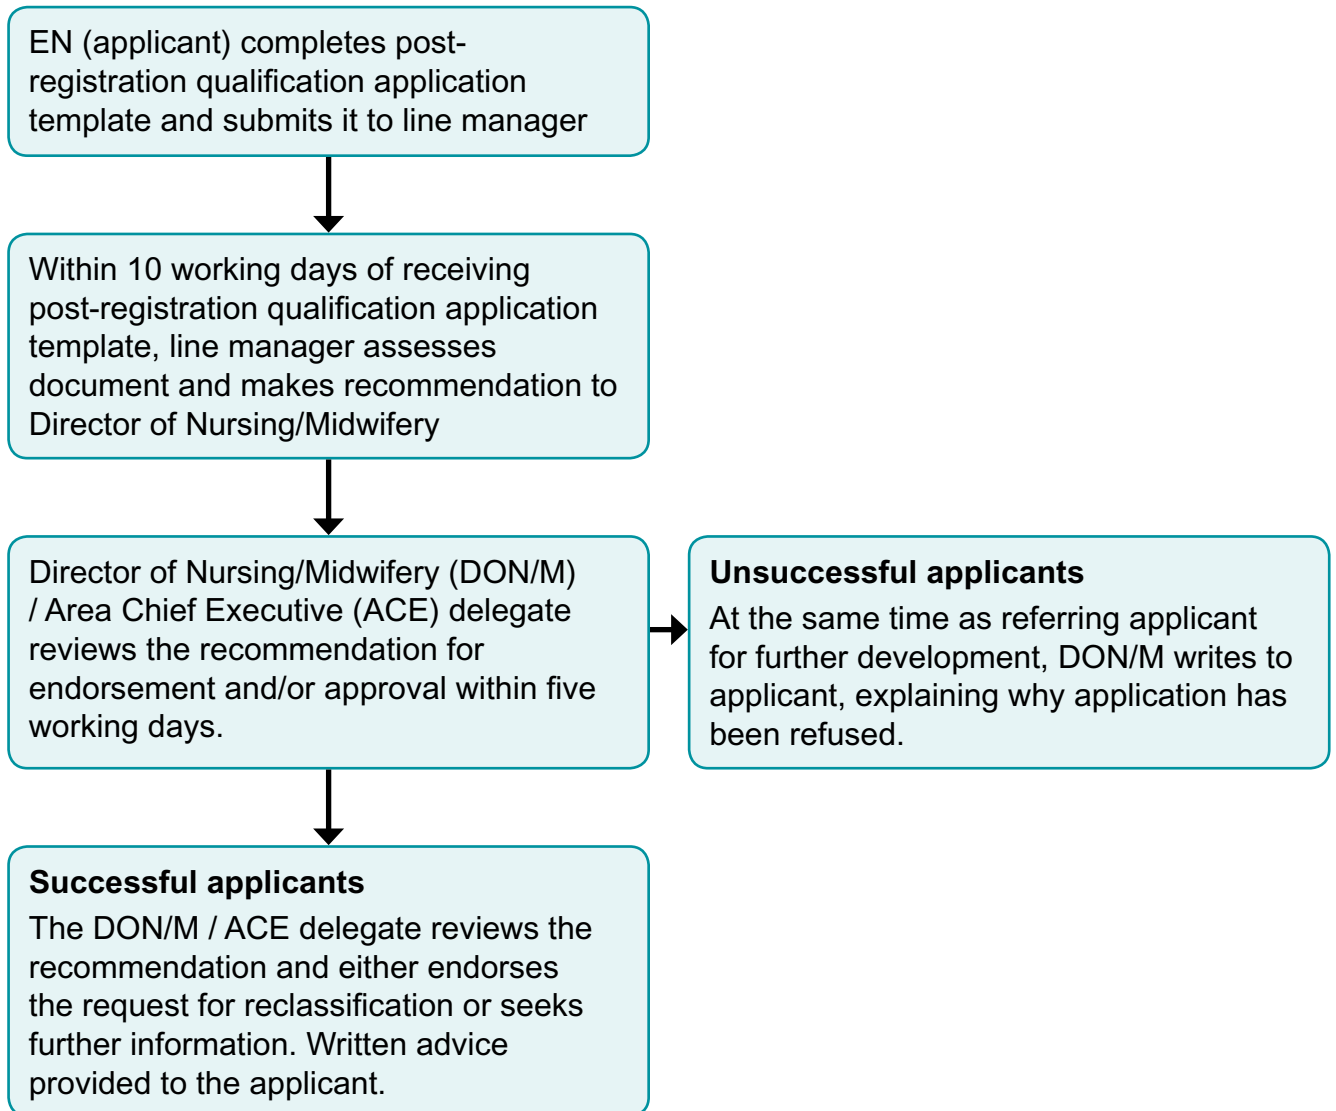 EN (applicant) completes post-
registration qualification application
template and submits it to line manager
Within 10 working days of receiving
post-registration qualification application
template, line manager assesses
document and makes recommendation to
Director of Nursing/Midwifery
Director of Nursing/Midwifery (DON/M)
/ Area Chief Executive (ACE) delegate
reviews the recommendation for
endorsement and/or approval within five
working days.
Unsuccessful applicants
At the same time as referring applicant
for further development, DON/M writes to
applicant, explaining why application has
been refused.
Successful applicants
The DON/M / ACE delegate reviews the
recommendation and either endorses
the request for reclassification or seeks
further information. Written advice
provided to the applicant.